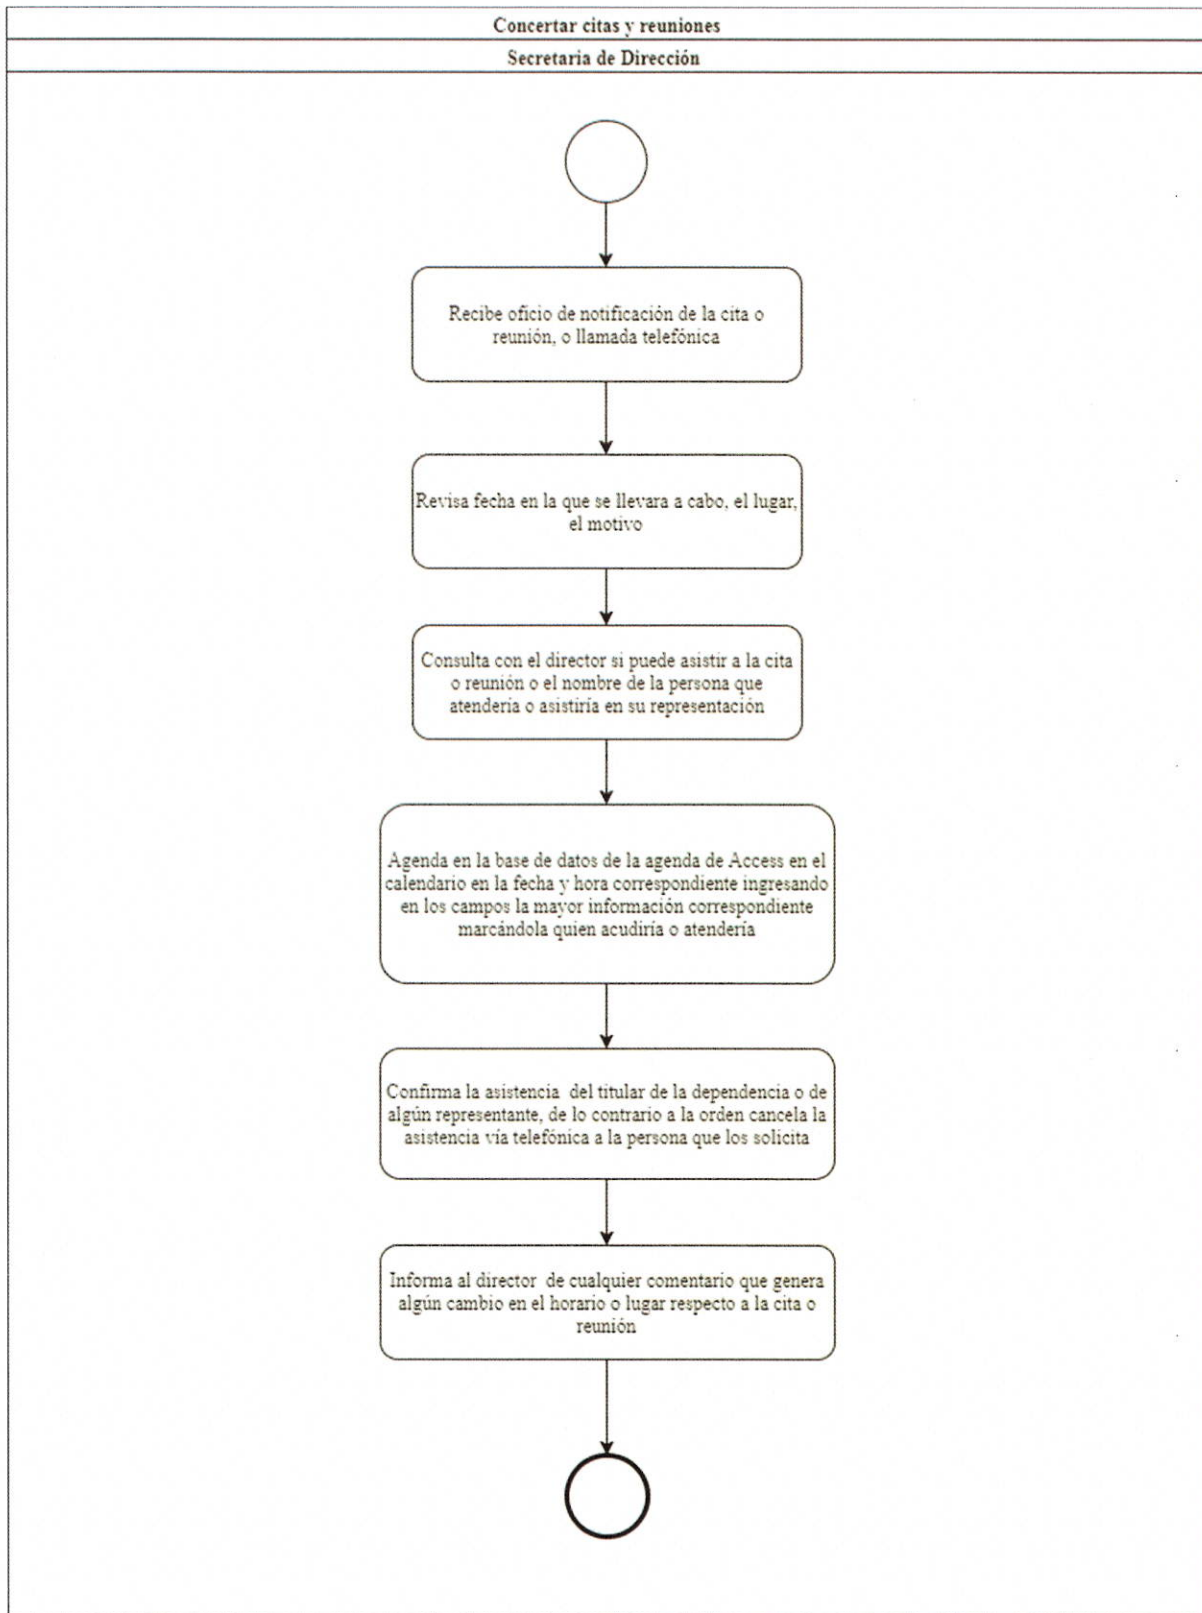 Concertar citas y reuniones
Secretaria de Dirección
Recibe oficio de notificación de la cita o
reunión, o llamada telefónica
Revisa fecha en la que se llevara a cabo, el lugar,
el motivo
Consulta con el director si puede asistir a la cita
o reunión o el nombre de la persona que
atendería o asistiría en su representación
Agenda en la base de datos de la agenda de Access en el
calendario en la fecha y hora correspondiente ingresando
en los campos la mayor información correspondiente
marcándola quien acudiría o atendería
Confirma la asistencia del titular de la dependencia o de
algún representante, de lo contrario a la orden cancela la
asistencia vía telefónica a la persona que los solicita
Informa al director de cualquier comentario que genera
algún cambio en el horario o lugar respecto a la cita o
reunión